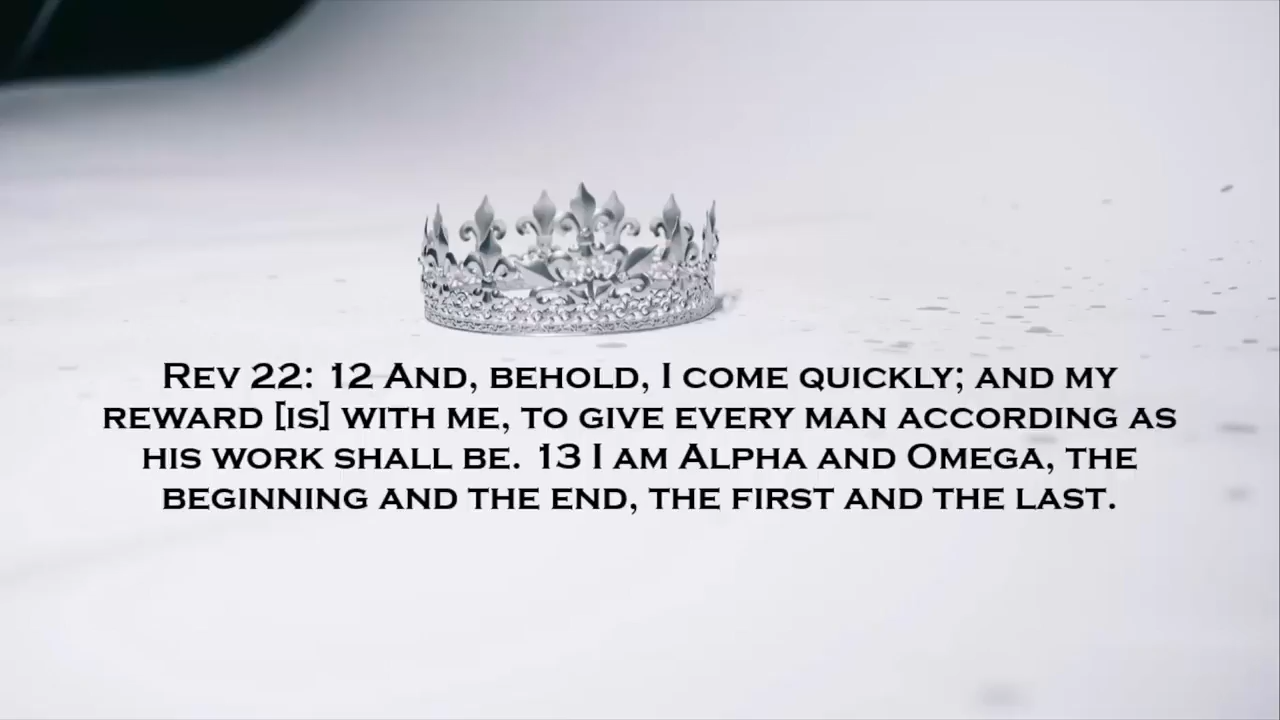 Rev 22: 12 And, behold, I come quickly; and my
reward [is] with me, to give every man according as
his work shall be. 13 I am Alpha and Omega, the
beginning and the end, the first and the last.